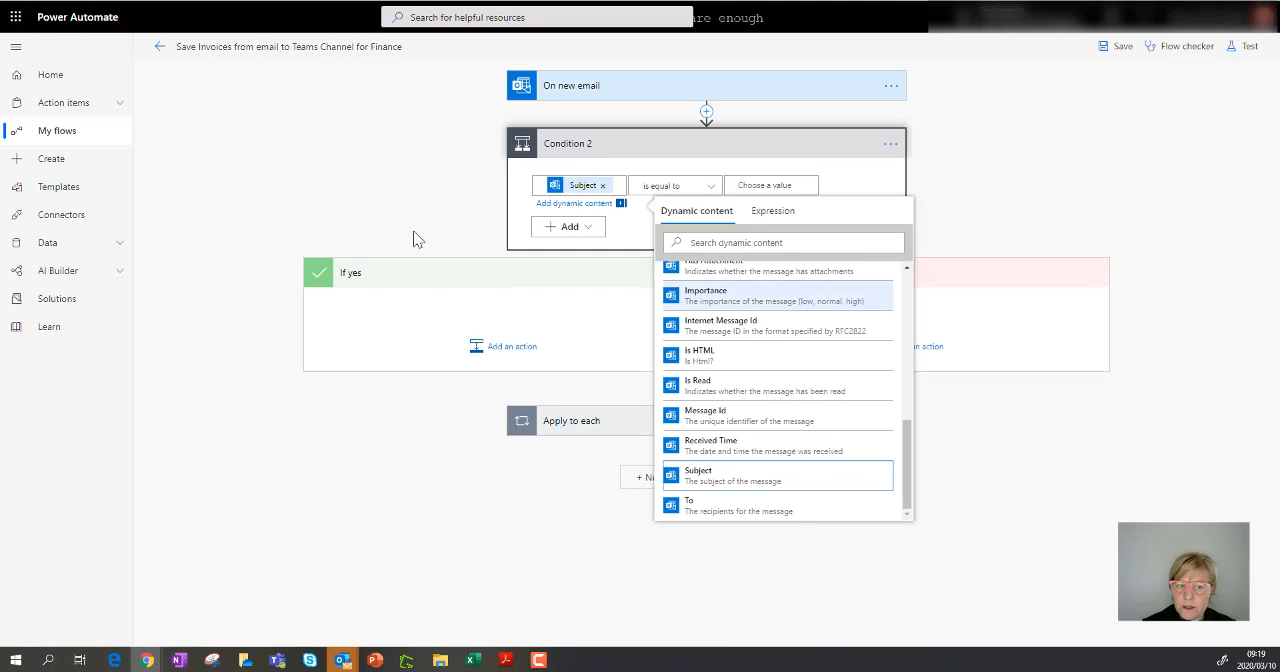 Power Automate
Search for helpful resources
are enough
Save Invoices from email to Teams Channel for Finance
Save
Flow checker
Test
Home
Action items
My flows
Create
Templates
Connectors
Data
AI Builder
Solutions
Learn
On new email
Condition 2
Subject
is equal to
Choose a value
Add dynamic content
Add
Dynamic content
Expression
Search dynamic content
Has Attachment
Indicates whether the message has attachments
Importance
The importance of the message (low, normal, high)
Internet Message Id
The message ID in the format specified by RFC2822
Is HTML
Is Html?
Is Read
Indicates whether the message has been read
Message Id
The unique identifier of the message
Received Time
The date and time the message was received
Subject
The subject of the message
To
The recipients for the message
If yes
Add an action
an action
Apply to each
+ Ne
09:19
2020/03/10